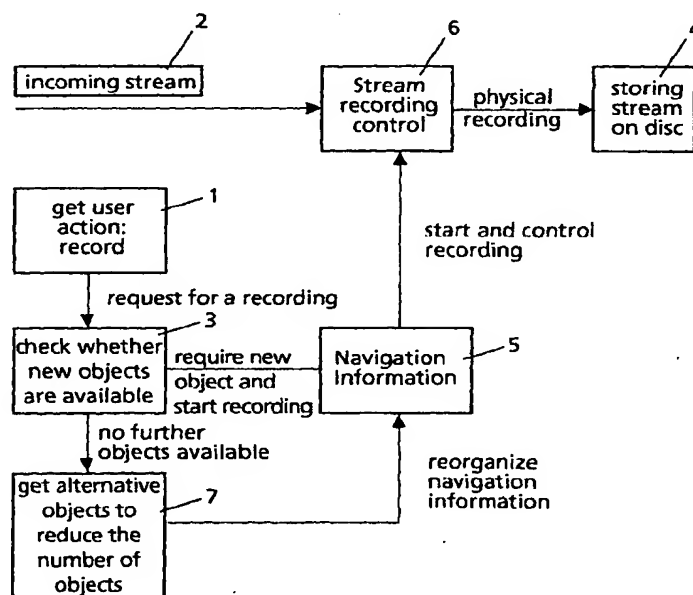 2
incoming stream
6
Stream
recording
control
physical
recording
4
storing
stream
on disc
1
get user
action:
record
start and control
recording
request for a recording
3
check whether
new objects
are available
require new
object and
start recording
5
Navigation
Information
no further
objects available
7
get alternative
objects to
reduce the
number of
objects
reorganize
navigation
information